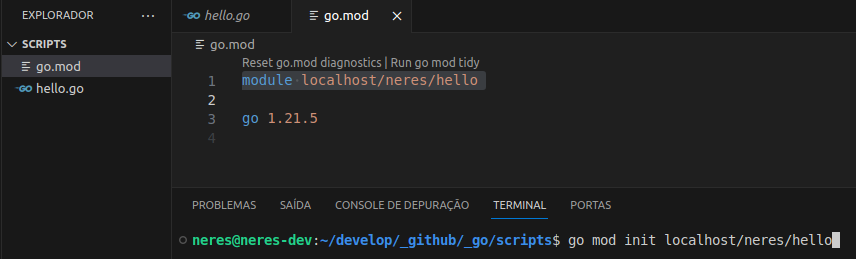 EXPLORADOR ...
SCRIPTS
go.mod
hello.go
GO hello.go go.mod
go.mod
Reset go.mod diagnostics | Run go mod tidy
1 module localhost/neres/hello
2
3 go 1.21.5
4
PROBLEMAS SAÍDA CONSOLE DE DEPURAÇÃO TERMINAL PORTAS
neres@neres-dev:~/develop/_github/_go/scripts$ go mod init localhost/neres/hello